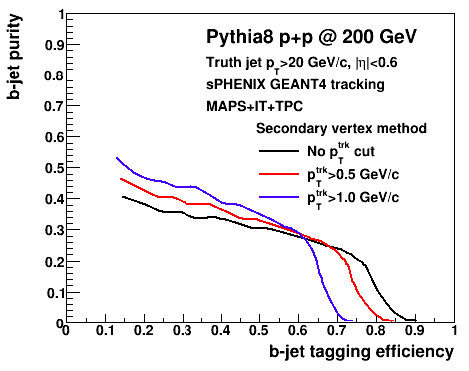 b-jet purity
1
0.9
0.8
0.7
0.6
0.5
0.4
0.3
0.2
0.1
0
Pythia8 p+p @ 200 GeV
Truth jet p_T>20 GeV/c, |η|<0.6
sPHENIX GEANT4 tracking
MAPS+IT+TPC
Secondary vertex method
No p_T^trk cut
p_T^trk>0.5 GeV/c
p_T^trk>1.0 GeV/c
0 0.1 0.2 0.3 0.4 0.5 0.6 0.7 0.8 0.9 1
b-jet tagging efficiency